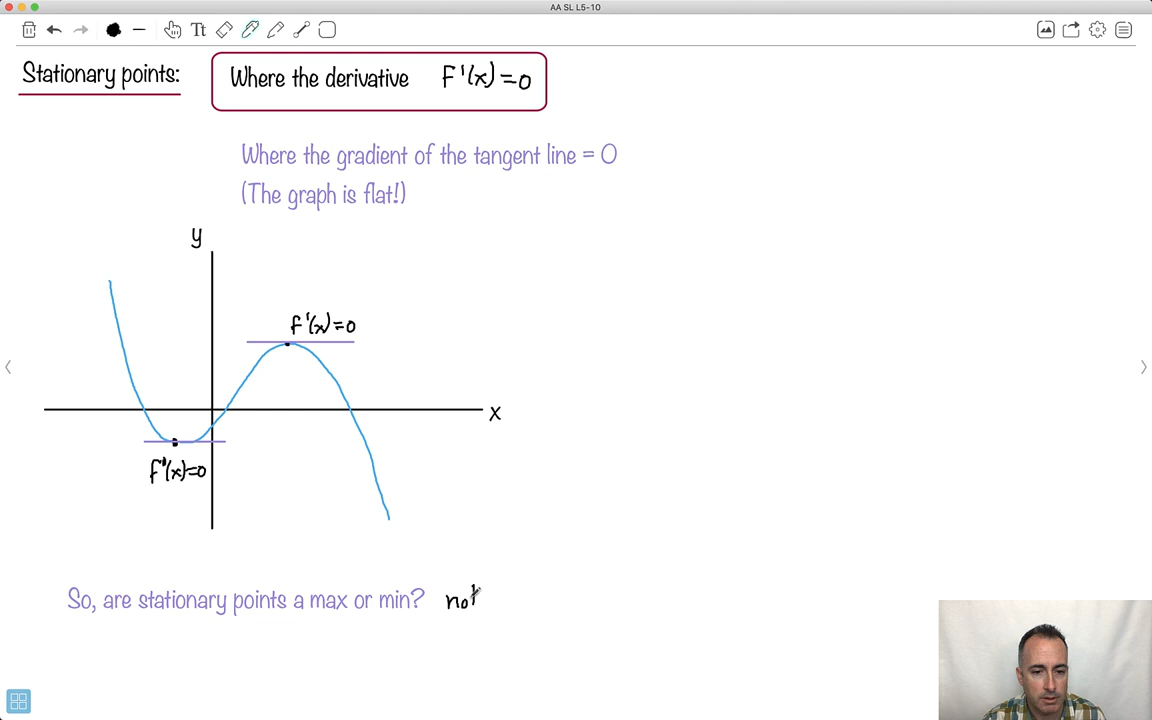 AA SL L5-10
Tt
Stationary points:
Where the derivative F'(x)=0
Where the gradient of the tangent line = 0
(The graph is flat!)
y
F'(x)=0
x
F'(x)=0
So, are stationary points a max or min? not